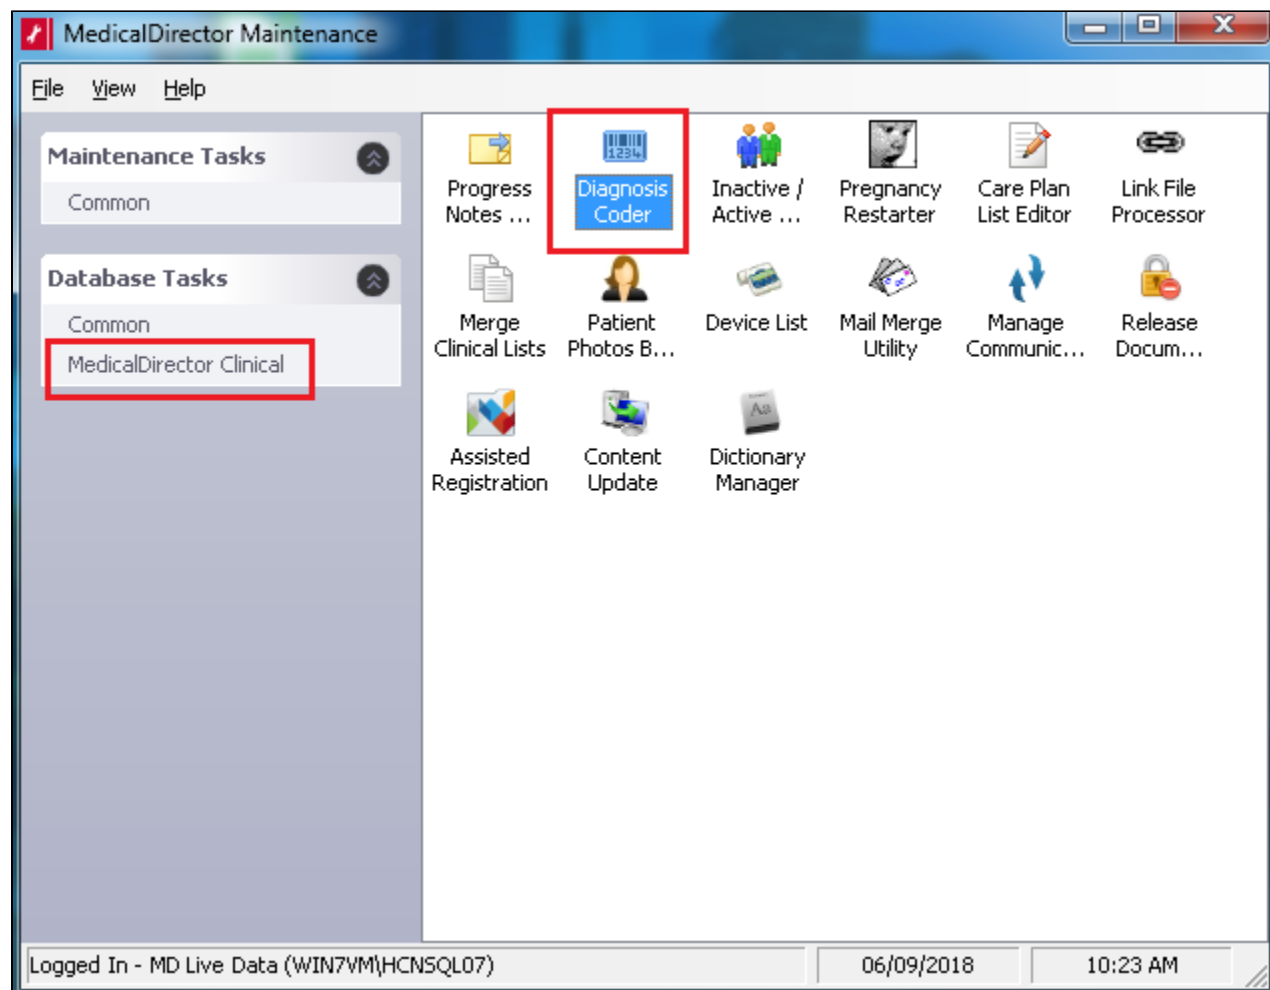 MedicalDirector Maintenance
File View Help
Maintenance Tasks
Common
Database Tasks
Common
MedicalDirector Clinical
Progress
Notes ...
1234
Diagnosis
Coder
Inactive /
Active ...
Pregnancy
Restarter
Care Plan
List Editor
Link File
Processor
Merge
Clinical Lists
Patient
Photos B...
Device List
Mail Merge
Utility
Manage
Communic...
Release
Docum...
Assisted
Registration
Content
Update
Aa
Dictionary
Manager
Logged In - MD Live Data (WIN7VM\HCNSQL07) 06/09/2018 10:23 AM